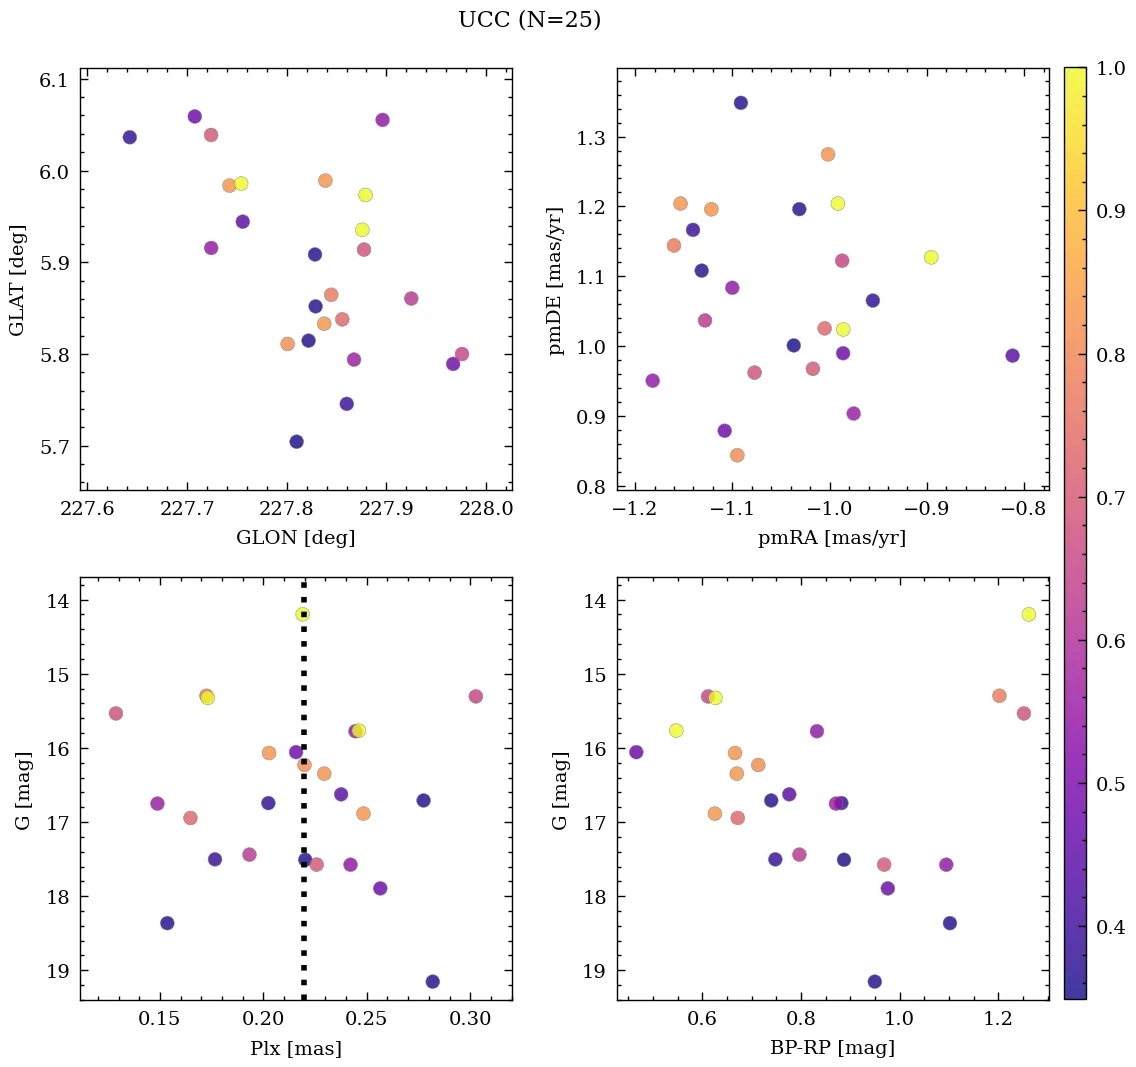 UCC (N=25)
6.1
6.0
5.9
5.8
5.7
GLAT [deg]
227.6 227.7 227.8 227.9 228.0
GLON [deg]
1.3
1.2
1.1
1.0
0.9
0.8
pmDE [mas/yr]
−1.2 −1.1 −1.0 −0.9 −0.8
pmRA [mas/yr]
14
15
16
17
18
19
G [mag]
0.15 0.20 0.25 0.30
Plx [mas]
14
15
16
17
18
19
G [mag]
0.6 0.8 1.0 1.2
BP-RP [mag]
1.0
0.9
0.8
0.7
0.6
0.5
0.4